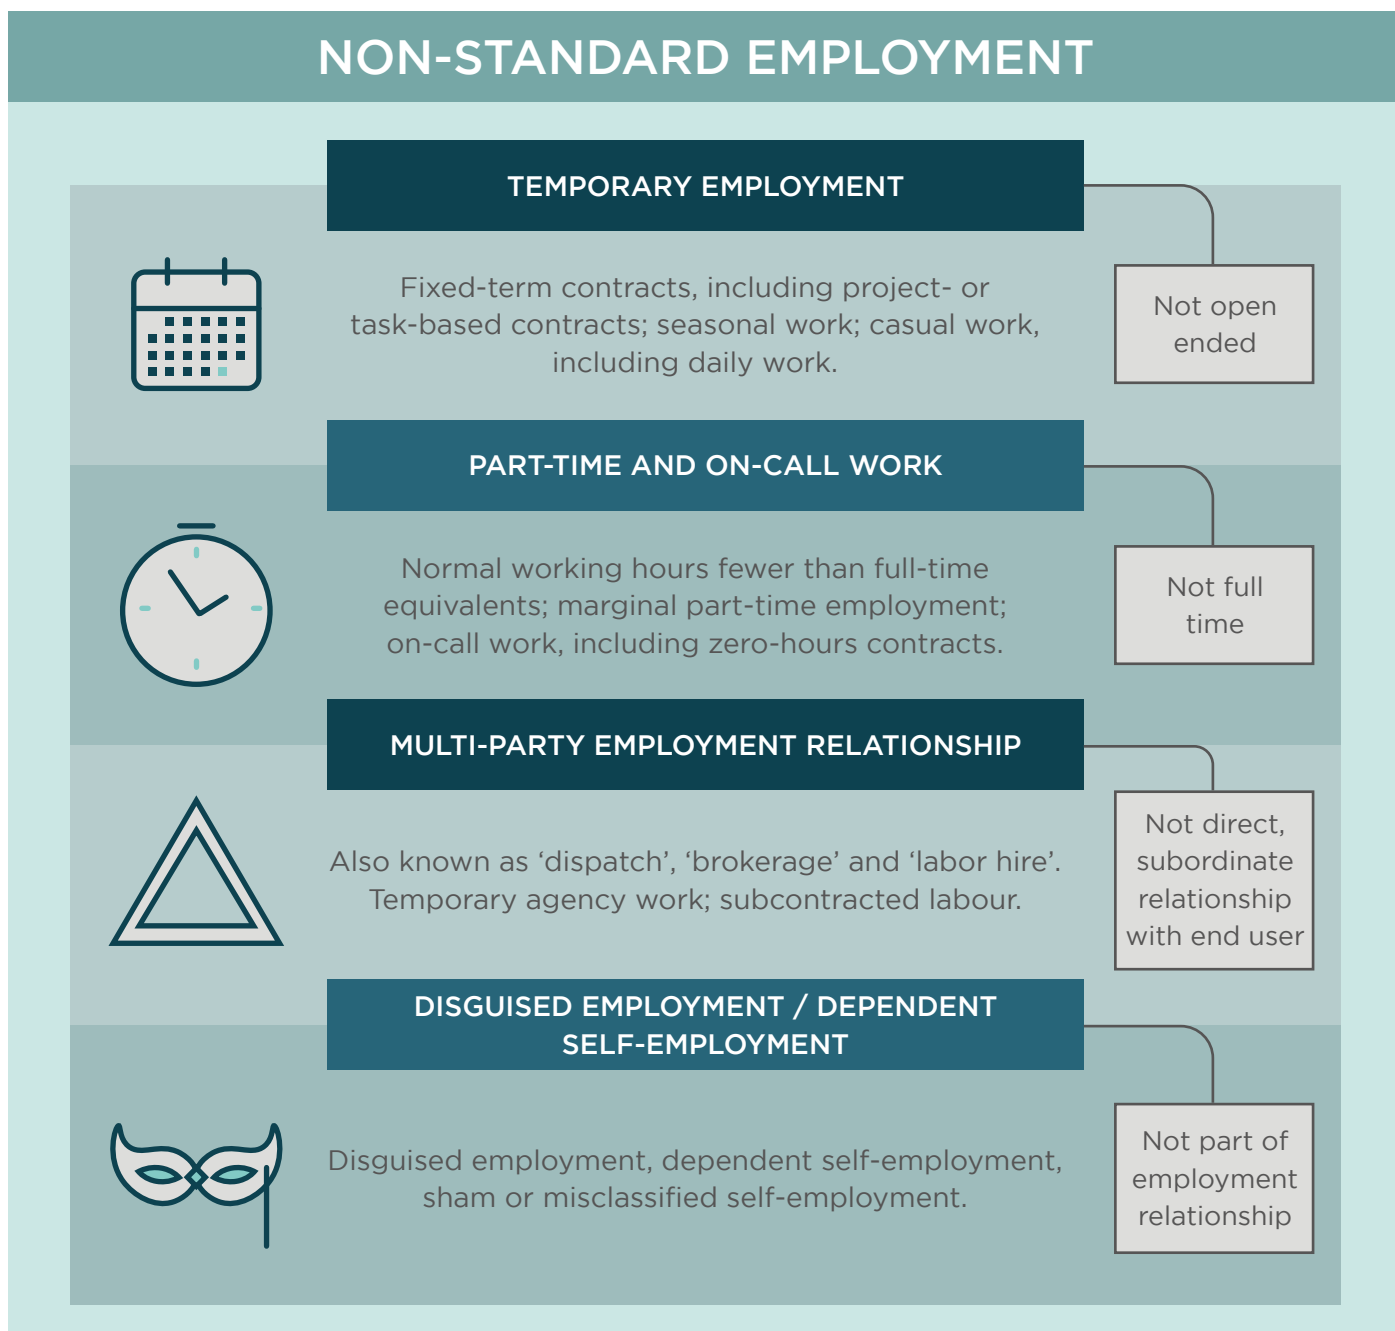 NON-STANDARD EMPLOYMENT
TEMPORARY EMPLOYMENT
Fixed-term contracts, including project- or
task-based contracts; seasonal work; casual work,
including daily work.
Not open
ended
PART-TIME AND ON-CALL WORK
Normal working hours fewer than full-time
equivalents; marginal part-time employment;
on-call work, including zero-hours contracts.
Not full
time
MULTI-PARTY EMPLOYMENT RELATIONSHIP
Also known as ‘dispatch’, ‘brokerage’ and ‘labor hire’.
Temporary agency work; subcontracted labour.
Not direct,
subordinate
relationship
with end user
DISGUISED EMPLOYMENT / DEPENDENT
SELF-EMPLOYMENT
Disguised employment, dependent self-employment,
sham or misclassified self-employment.
Not part of
employment
relationship